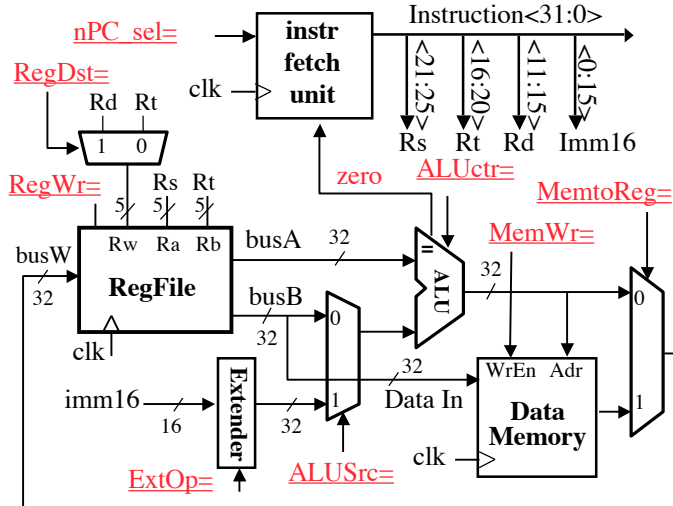 Instruction<31:0>
nPC_sel=
instr
fetch
unit
<21:25>
<16:20>
<11:15>
<0:15>
RegDst=
clk
Rd Rt
Rs Rt Rd Imm16
1 0
zero
ALUctr=
RegWr=
Rs Rt
MemtoReg=
5 5 5
MemWr=
Rw Ra Rb
busA
=
busW
32
32
RegFile
ALU
32
32
busB
0
0
32
clk
WrEn Adr
32
Extender
imm16
1
Data In
1
16
32
Data
Memory
clk
ExtOp=
ALUSrc=